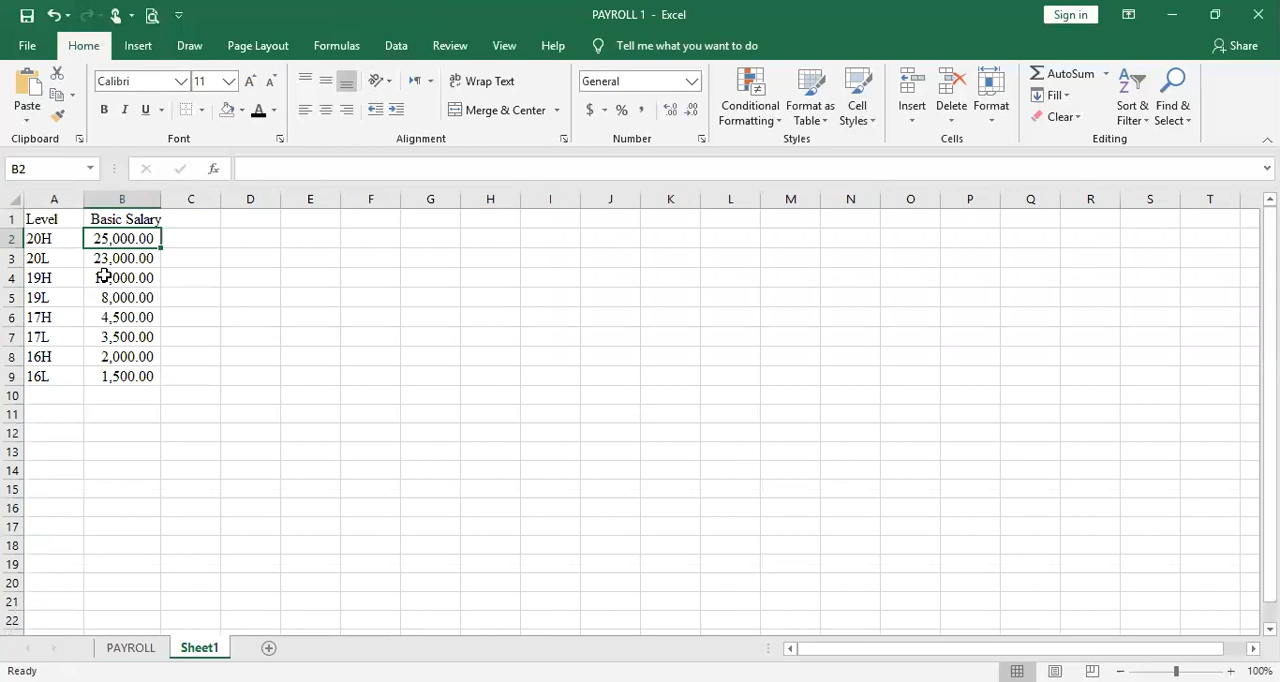 PAYROLL 1 - Excel
Sign in
File Home Insert Draw Page Layout Formulas Data Review View Help Tell me what you want to do Share
Paste
Calibri 11
B I U A
Wrap Text
Merge & Center
General
$ % ,
Conditional Formatting
Format as Table
Cell Styles
Insert
Delete
Format
AutoSum
Fill
Clear
Sort & Filter
Find & Select
Clipboard Font Alignment Number Styles Cells Editing
B2 fx
A B C D E F G H I J K L M N O P Q R S T
1 Level Basic Salary
2 20H 25,000.00
3 20L 23,000.00
4 19H
5 19L 8,000.00
6 17H 4,500.00
7 17L 3,500.00
8 16H 2,000.00
9 16L 1,500.00
10
11
12
13
14
15
16
17
18
19
20
21
22
PAYROLL Sheet1
Ready 100%